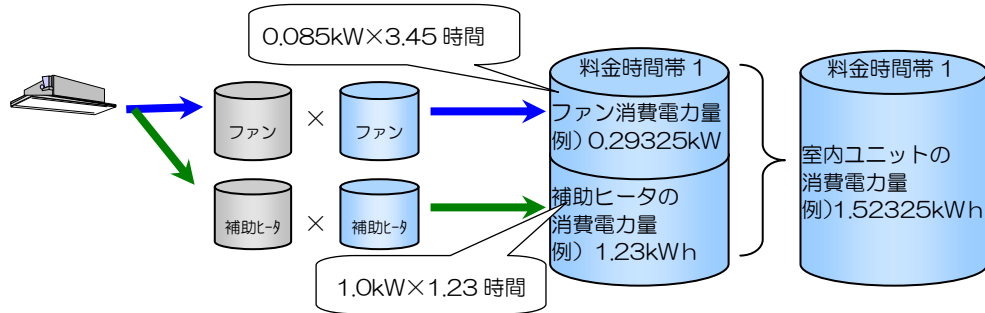 0.085kW×3.45 時間
ファン
×
ファン
補助ﾋｰﾀ
×
補助ﾋｰﾀ
1.0kW×1.23 時間
料金時間帯 1
ファン消費電力量
例) 0.29325kW
補助ヒータの
消費電力量
例) 1.23kWh
料金時間帯 1
室内ユニットの
消費電力量
例)1.52325kWh